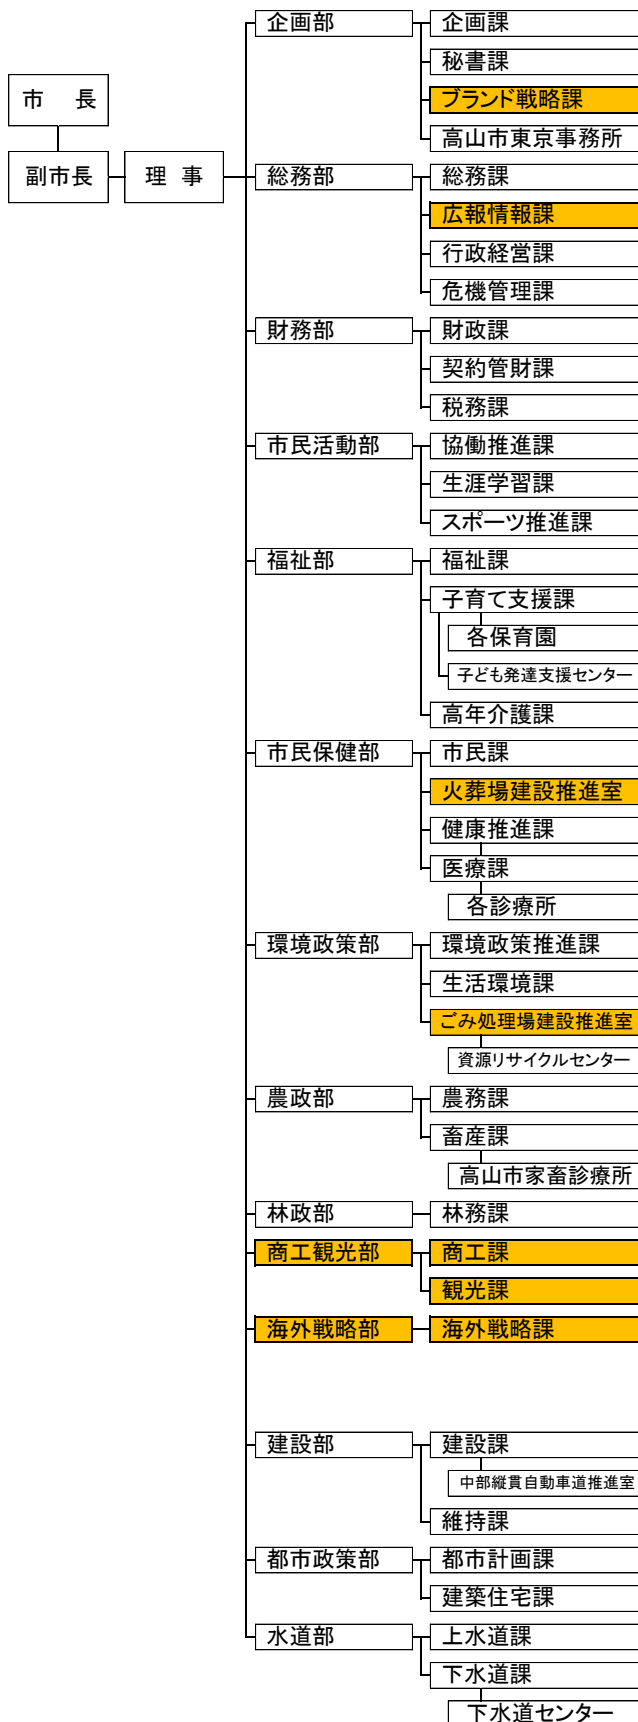 市　長
副市長
理　事
企画部
企画課
秘書課
ブランド戦略課
高山市東京事務所
総務部
総務課
広報情報課
行政経営課
危機管理課
財務部
財政課
契約管財課
税務課
市民活動部
協働推進課
生涯学習課
スポーツ推進課
福祉部
福祉課
子育て支援課
各保育園
子ども発達支援センター
高年介護課
市民保健部
市民課
火葬場建設推進室
健康推進課
医療課
各診療所
環境政策部
環境政策推進課
生活環境課
ごみ処理場建設推進室
資源リサイクルセンター
農政部
農務課
畜産課
高山市家畜診療所
林政部
林務課
商工観光部
商工課
観光課
海外戦略部
海外戦略課
建設部
建設課
中部縦貫自動車道推進室
維持課
都市政策部
都市計画課
建築住宅課
水道部
上水道課
下水道課
下水道センター